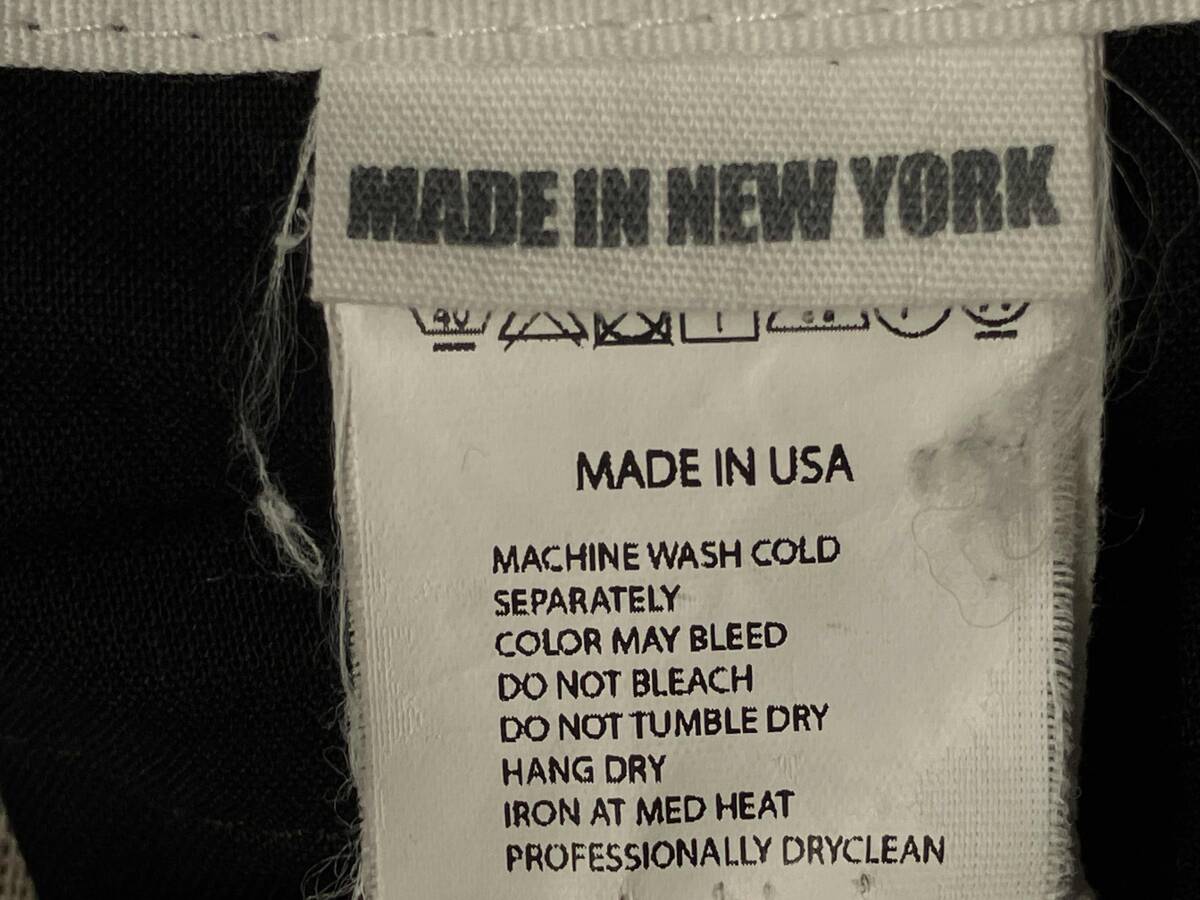 MADE IN NEW YORK
40
MADE IN USA
MACHINE WASH COLD
SEPARATELY
COLOR MAY BLEED
DO NOT BLEACH
DO NOT TUMBLE DRY
HANG DRY
IRON AT MED HEAT
PROFESSIONALLY DRYCLEAN